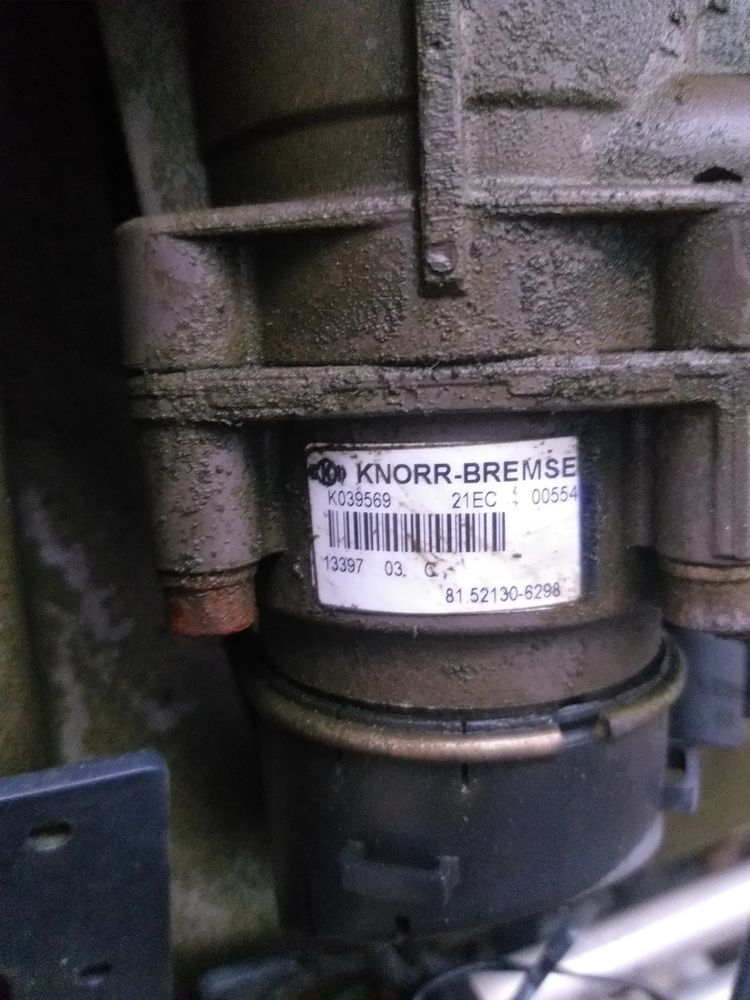 KNORR-BREMSE
K039569 21EC 00554
13397 03. C
81.52130-6298